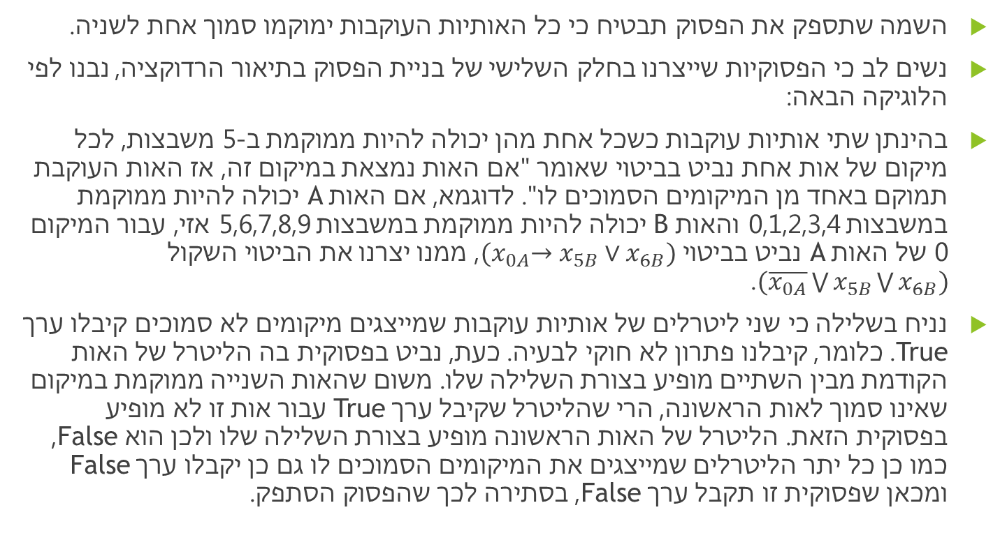 השמה שתספק את הפסוק תבטיח כי כל האותיות העוקבות ימוקמו סמוך אחת לשניה.
נשים לב כי הפסוקיות שייצרנו בחלק השלישי של בניית הפסוק בתיאור הרדוקציה, נבנו לפי
הלוגיקה הבאה:
בהינתן שתי אותיות עוקבות כשכל אחת מהן יכולה להיות ממוקמת ב-5 משבצות, לכל
מיקום של אות אחת נביט בביטוי שאומר "אם האות נמצאת במיקום זה, אז האות העוקבת
תמוקם באחד מן המיקומים הסמוכים לו". לדוגמא, אם האות A יכולה להיות ממוקמת
במשבצות 0,1,2,3,4 והאות B יכולה להיות ממוקמת במשבצות 5,6,7,8,9 אזי, עבור המיקום
0 של האות A נביט בביטוי (x_{0A} → x_{5B} ∨ x_{6B}), ממנו יצרנו את הביטוי השקול
(\overline{x_{0A}} ∨ x_{5B} ∨ x_{6B}).
נניח בשלילה כי שני ליטרלים של אותיות עוקבות שמייצגים מיקומים לא סמוכים קיבלו ערך
True. כלומר, קיבלנו פתרון לא חוקי לבעיה. כעת, נביט בפסוקית בה הליטרל של האות
הקודמת מבין השתיים מופיע בצורת השלילה שלו. משום שהאות השנייה ממוקמת במיקום
שאינו סמוך לאות הראשונה, הרי שהליטרל שקיבל ערך True עבור אות זו לא מופיע
בפסוקית הזאת. הליטרל של האות הראשונה מופיע בצורת השלילה שלו ולכן הוא False,
כמו כן כל יתר הליטרלים שמייצגים את המיקומים הסמוכים לו גם כן יקבלו ערך False
ומכאן שפסוקית זו תקבל ערך False, בסתירה לכך שהפסוק הסתפק.